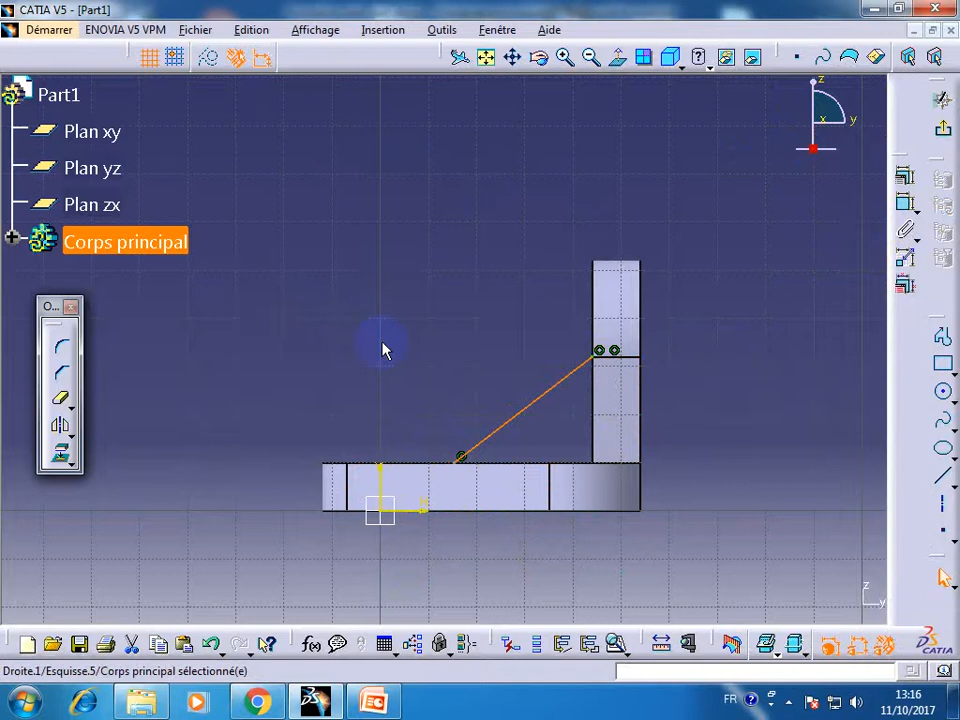 CATIA V5 - [Part1]
Démarrer ENOVIA V5 VPM Fichier Edition Affichage Insertion Outils Fenêtre Aide
Part1
Plan xy
Plan yz
Plan zx
Corps principal
z
x y
O...
z
y
f(x)
CATIA
Droite.1/Esquisse.5/Corps principal sélectionné(e)
FR
13:16
11/10/2017